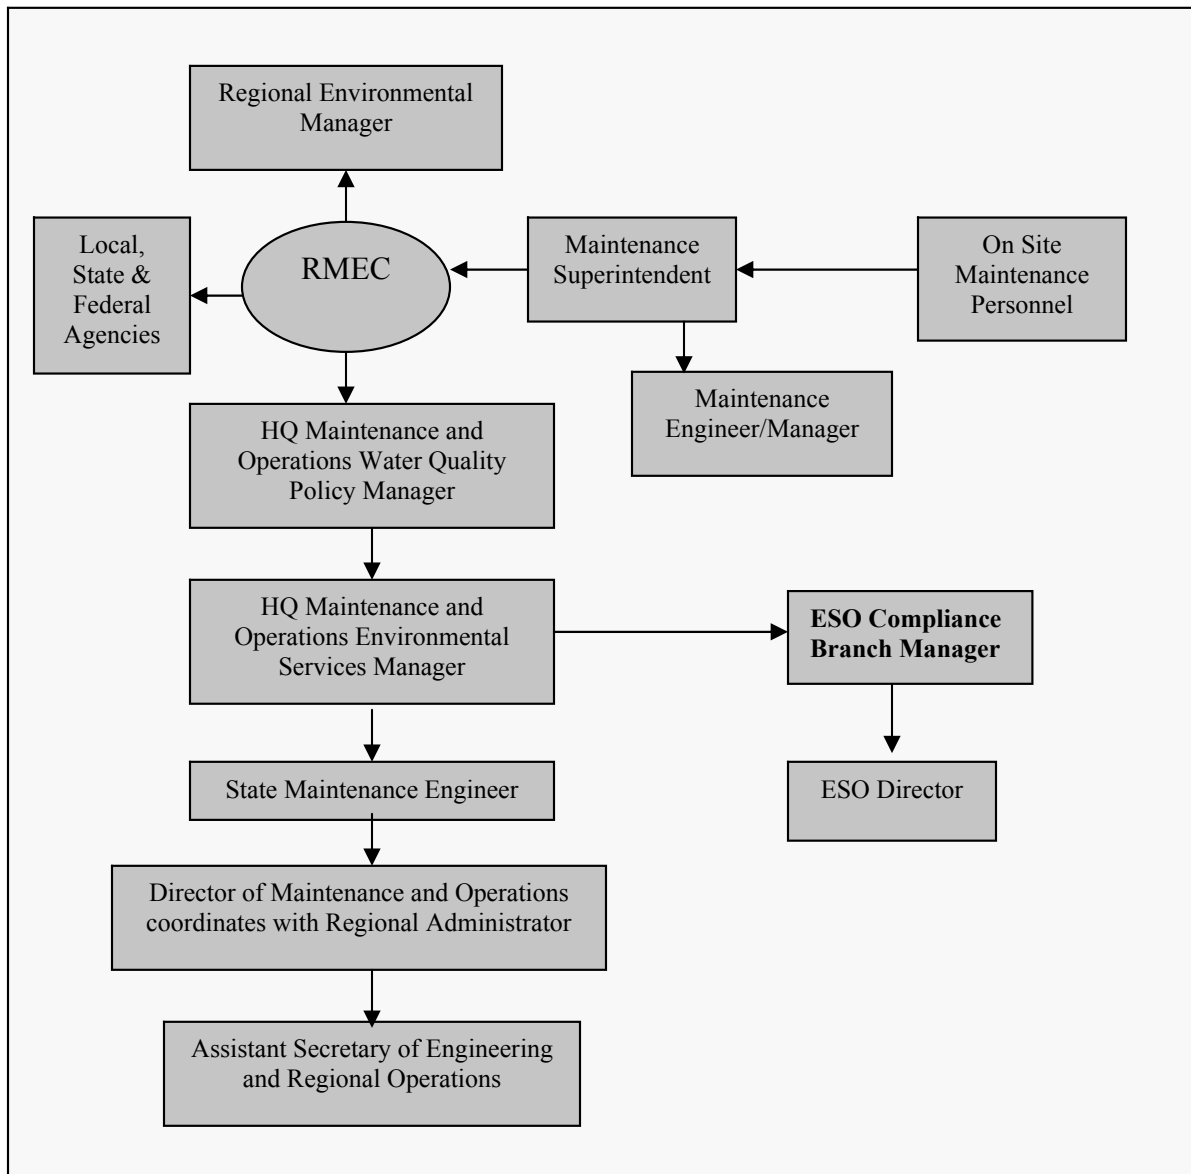 Regional Environmental
Manager
Local,
State &
Federal
Agencies
RMEC
Maintenance
Superintendent
On Site
Maintenance
Personnel
Maintenance
Engineer/Manager
HQ Maintenance and
Operations Water Quality
Policy Manager
HQ Maintenance and
Operations Environmental
Services Manager
ESO Compliance
Branch Manager
State Maintenance Engineer
ESO Director
Director of Maintenance and Operations
coordinates with Regional Administrator
Assistant Secretary of Engineering
and Regional Operations